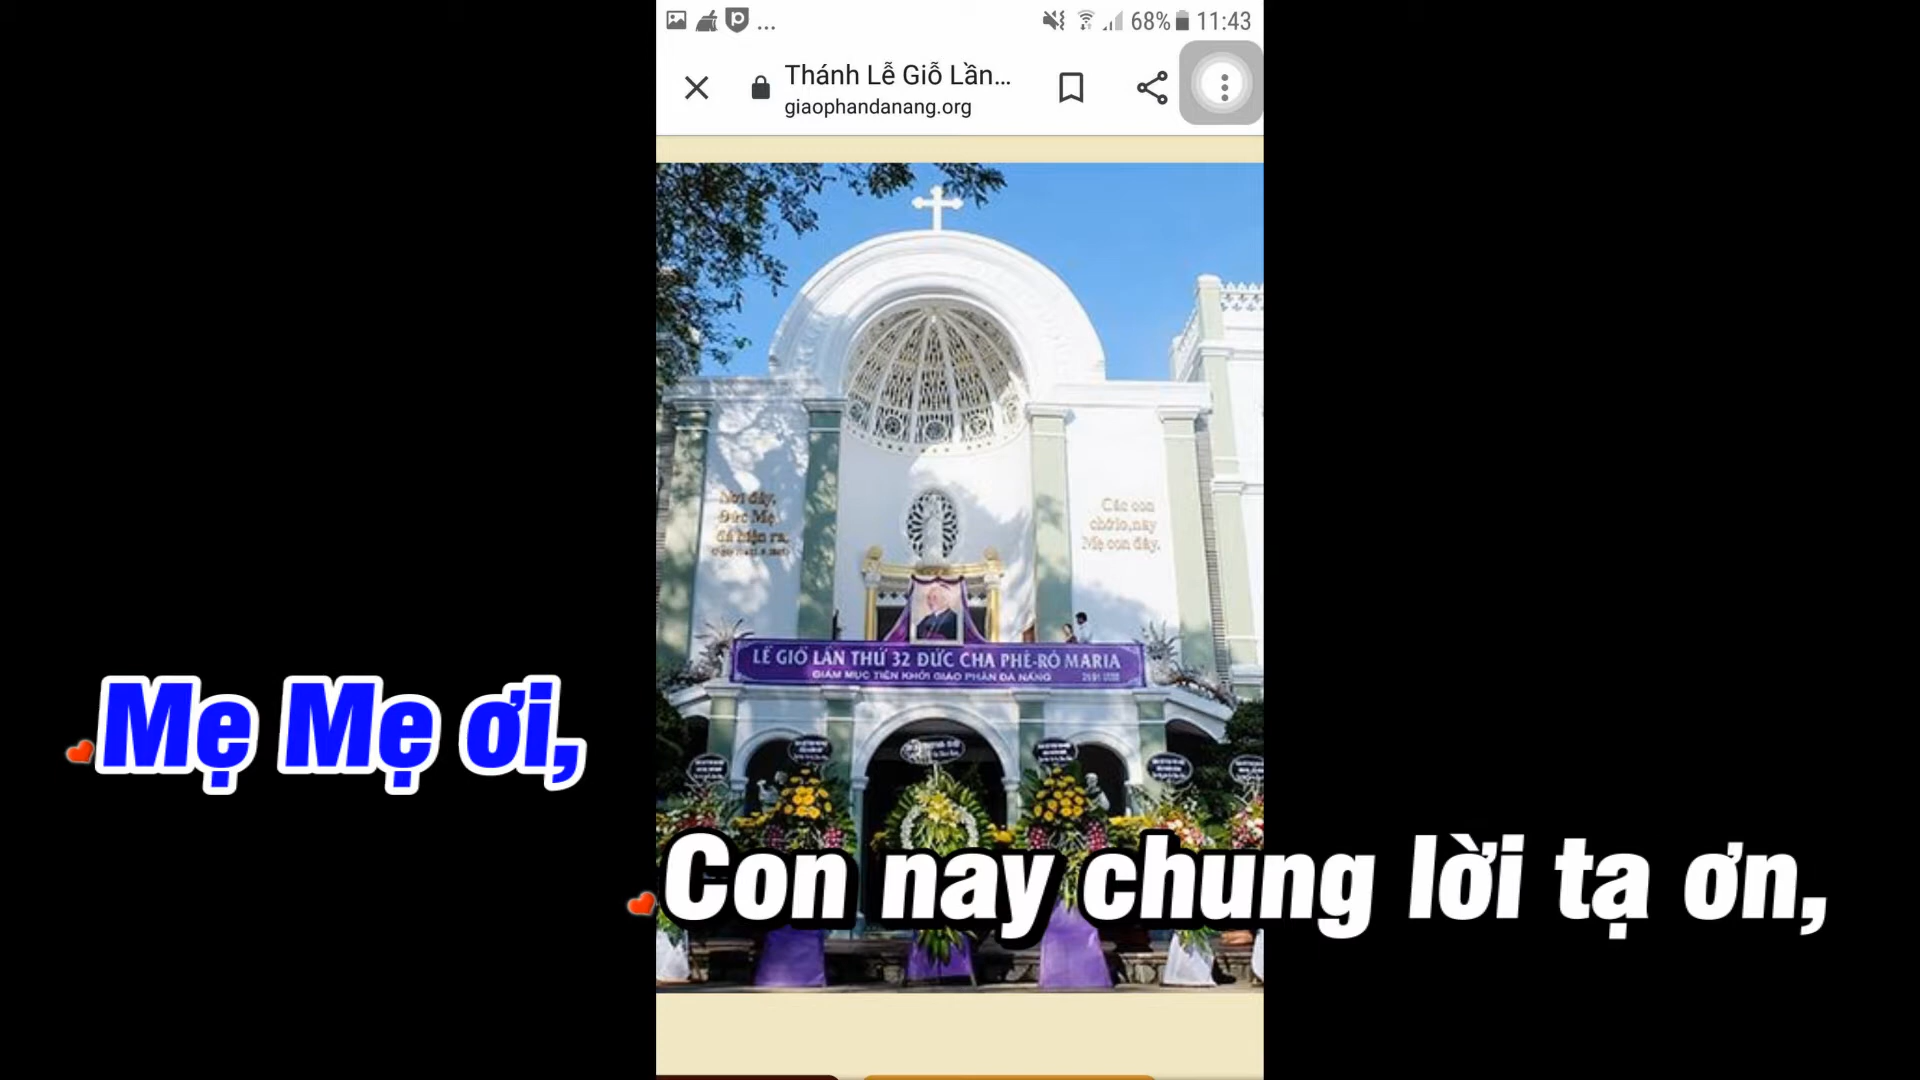 68% 11:43
Thánh Lễ Giỗ Lần...
giaophandanang.org
Nơi đây,
Đức Mẹ
đã hiện ra,
Các con
chớ lo, này
Mẹ con đây.
LỄ GIỖ LẦN THỨ 32 ĐỨC CHA PHÊ-RÔ MARIA
GIÁM MỤC TIÊN KHỞI GIÁO PHẬN ĐÀ NẴNG
Mẹ Mẹ ơi,
Con nay chung lời tạ ơn,